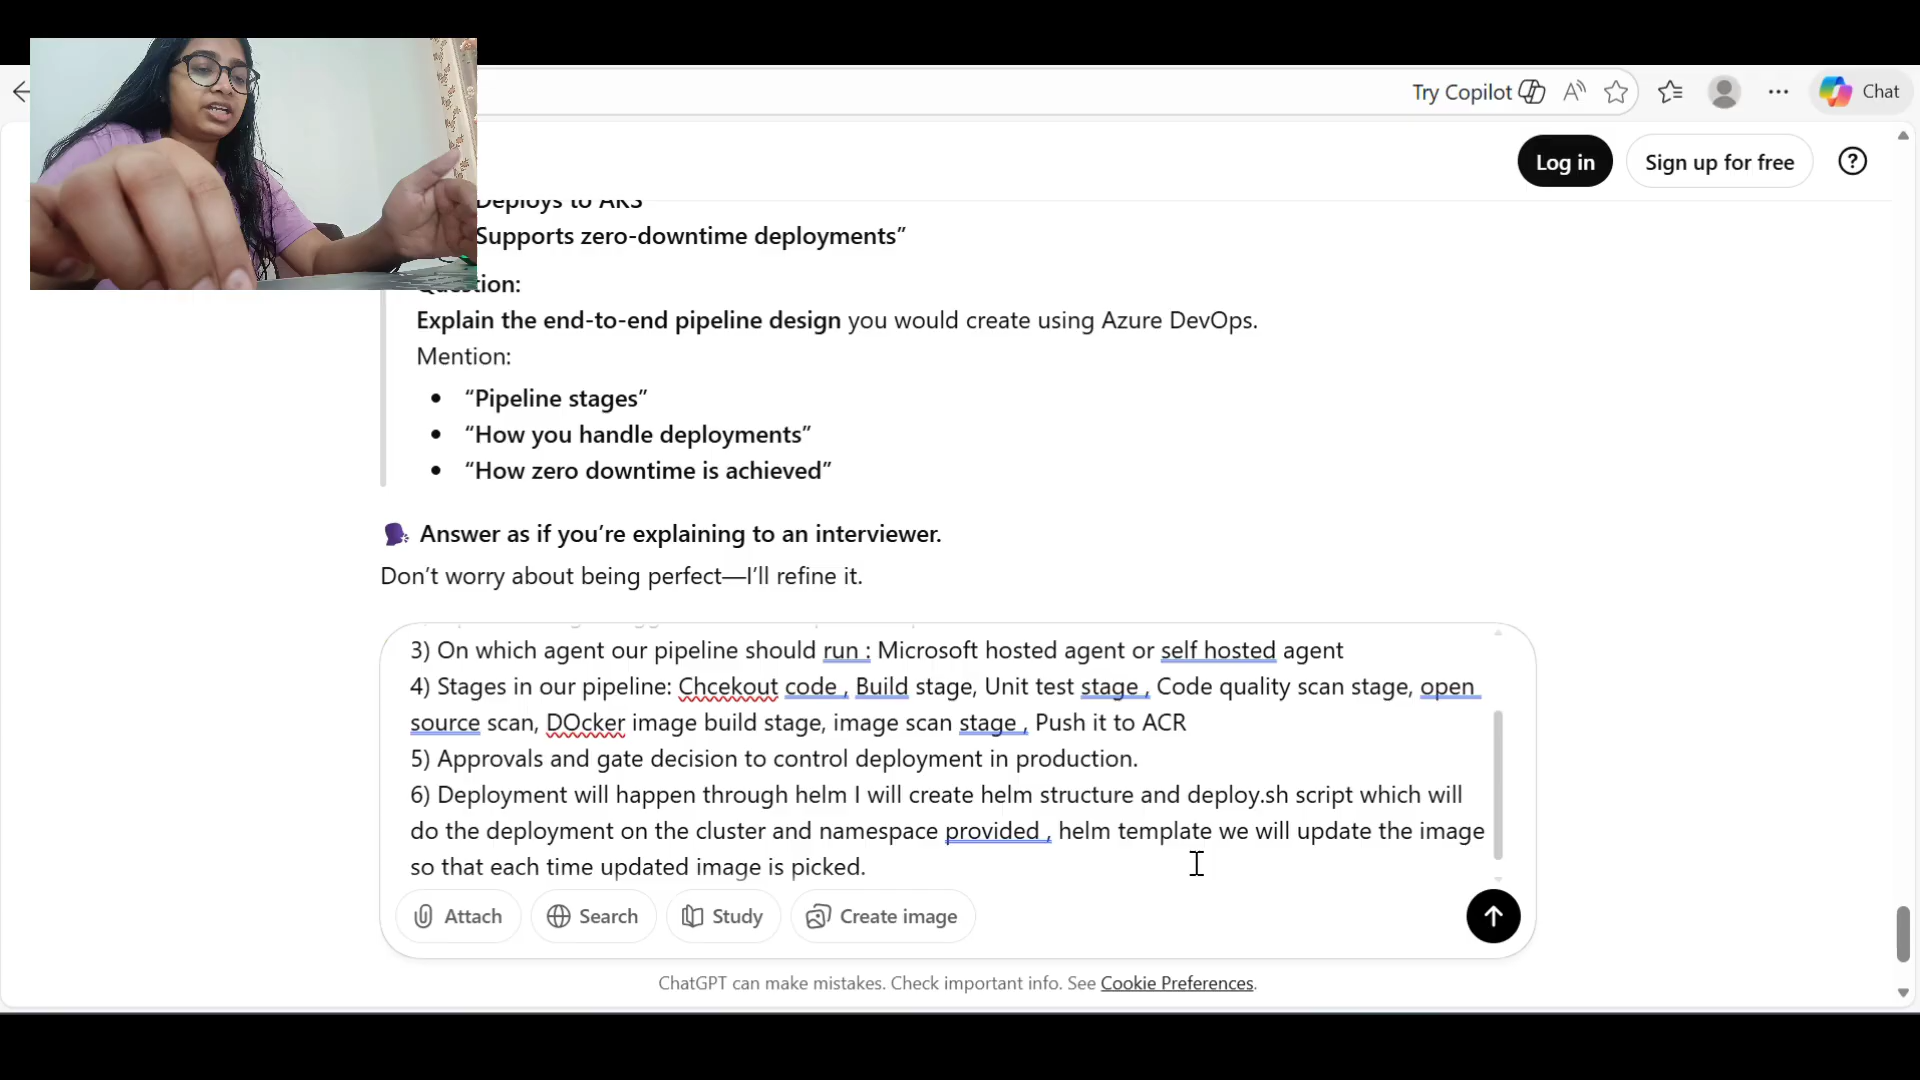 Try Copilot
Chat
Log in
Sign up for free
Deploys to AKS
Supports zero-downtime deployments”
Question:
Explain the end-to-end pipeline design you would create using Azure DevOps.
Mention:
“Pipeline stages”
“How you handle deployments”
“How zero downtime is achieved”
Answer as if you’re explaining to an interviewer.
Don’t worry about being perfect—I’ll refine it.
3) On which agent our pipeline should run : Microsoft hosted agent or self hosted agent
4) Stages in our pipeline: Chcekout code , Build stage, Unit test stage , Code quality scan stage, open
source scan, DOcker image build stage, image scan stage , Push it to ACR
5) Approvals and gate decision to control deployment in production.
6) Deployment will happen through helm I will create helm structure and deploy.sh script which will
do the deployment on the cluster and namespace provided , helm template we will update the image
so that each time updated image is picked.
Attach
Search
Study
Create image
ChatGPT can make mistakes. Check important info. See Cookie Preferences.